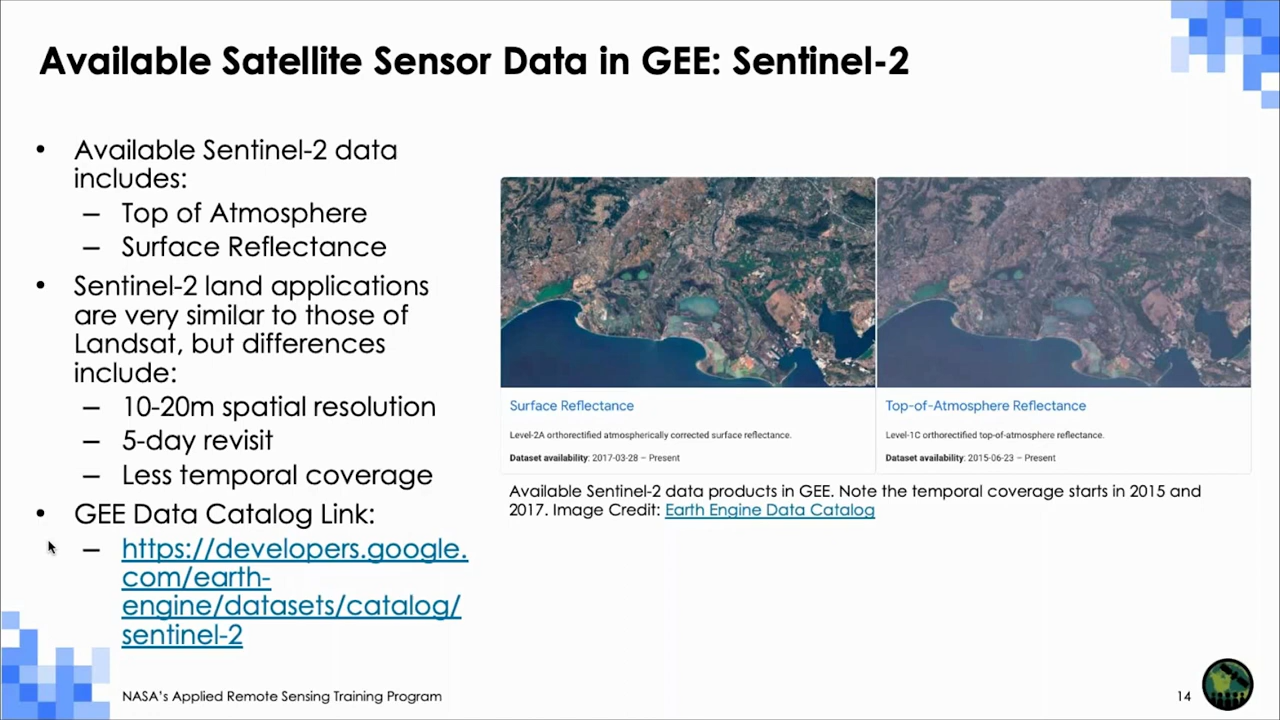 Available Satellite Sensor Data in GEE: Sentinel-2
• Available Sentinel-2 data
includes:
– Top of Atmosphere
– Surface Reflectance
• Sentinel-2 land applications
are very similar to those of
Landsat, but differences
include:
– 10-20m spatial resolution
– 5-day revisit
– Less temporal coverage
• GEE Data Catalog Link:
– https://developers.google.
com/earth-
engine/datasets/catalog/
sentinel-2
Surface Reflectance
Level-2A orthorectified atmospherically corrected surface reflectance.
Dataset availability: 2017-03-28 – Present
Top-of-Atmosphere Reflectance
Level-1C orthorectified top-of-atmosphere reflectance.
Dataset availability: 2015-06-23 – Present
Available Sentinel-2 data products in GEE. Note the temporal coverage starts in 2015 and
2017. Image Credit: Earth Engine Data Catalog
NASA's Applied Remote Sensing Training Program
14